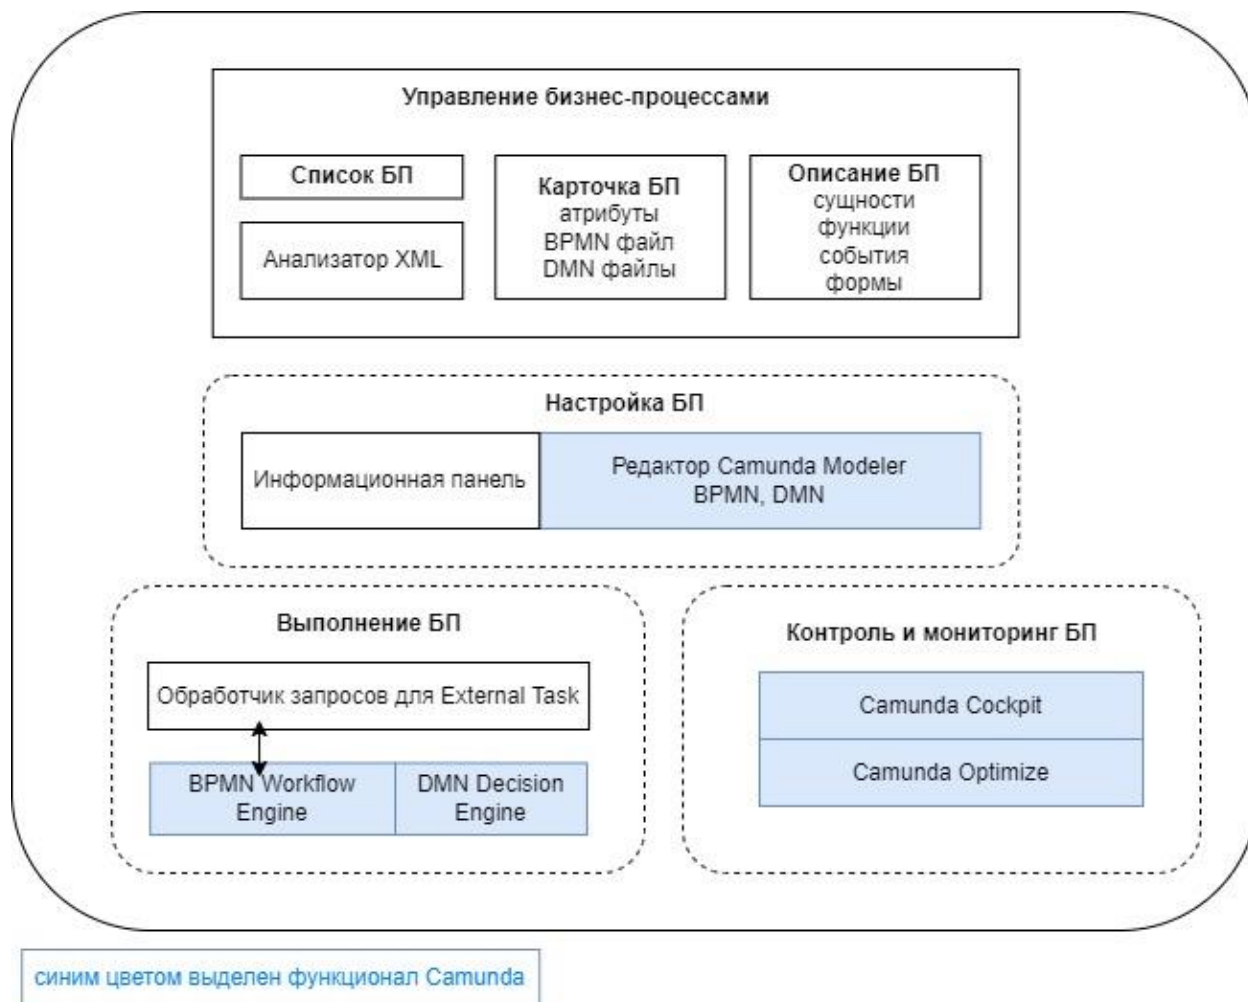 Управление бизнес-процессами
Список БП
Анализатор XML
Карточка БП
атрибуты
BPMN файл
DMN файлы
Описание БП
сущности
функции
события
формы
Настройка БП
Информационная панель
Редактор Camunda Modeler
BPMN, DMN
Выполнение БП
Обработчик запросов для External Task
BPMN Workflow
Engine
DMN Decision
Engine
Контроль и мониторинг БП
Camunda Cockpit
Camunda Optimize
синим цветом выделен функционал Camunda